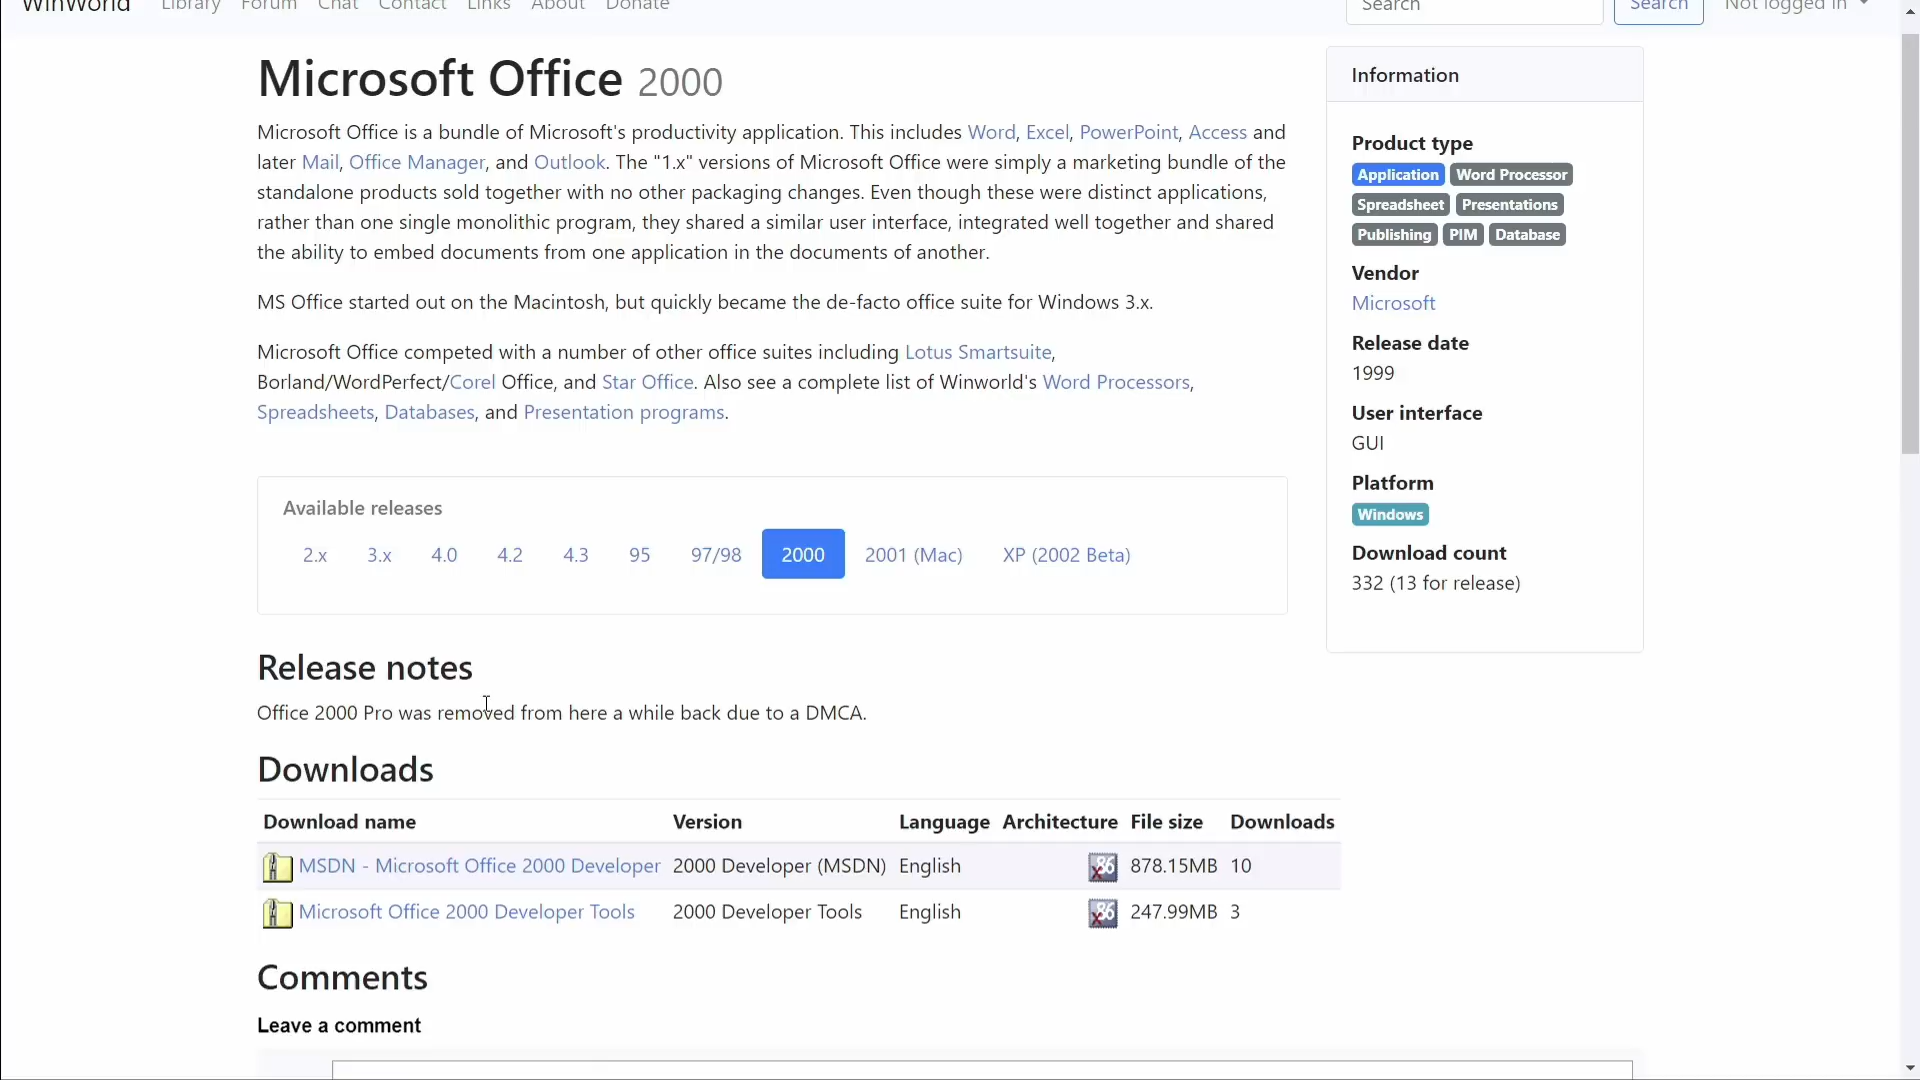 WinWorld Library Forum Chat Contact Links About Donate Search Search Not logged in
Microsoft Office 2000
Microsoft Office is a bundle of Microsoft's productivity application. This includes Word, Excel, PowerPoint, Access and
later Mail, Office Manager, and Outlook. The "1.x" versions of Microsoft Office were simply a marketing bundle of the
standalone products sold together with no other packaging changes. Even though these were distinct applications,
rather than one single monolithic program, they shared a similar user interface, integrated well together and shared
the ability to embed documents from one application in the documents of another.
MS Office started out on the Macintosh, but quickly became the de-facto office suite for Windows 3.x.
Microsoft Office competed with a number of other office suites including Lotus Smartsuite,
Borland/WordPerfect/Corel Office, and Star Office. Also see a complete list of Winworld's Word Processors,
Spreadsheets, Databases, and Presentation programs.
Available releases
2.x 3.x 4.0 4.2 4.3 95 97/98 2000 2001 (Mac) XP (2002 Beta)
Release notes
Office 2000 Pro was removed from here a while back due to a DMCA.
Downloads
Download name Version Language Architecture File size Downloads
MSDN - Microsoft Office 2000 Developer 2000 Developer (MSDN) English x86 878.15MB 10
Microsoft Office 2000 Developer Tools 2000 Developer Tools English x86 247.99MB 3
Comments
Leave a comment
Information
Product type
Application Word Processor
Spreadsheet Presentations
Publishing PIM Database
Vendor
Microsoft
Release date
1999
User interface
GUI
Platform
Windows
Download count
332 (13 for release)